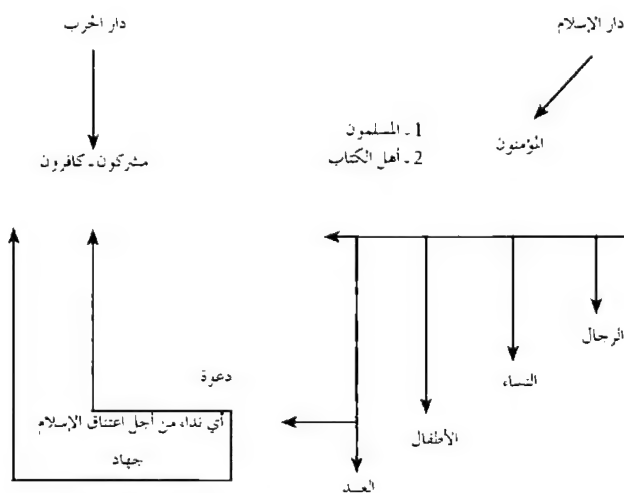 دار الإسلام
دار الحرب
المؤمنون
1 ـ المسلمون
2 ـ أهل الكتاب
مشركون ـ كافرون
الرجال
النساء
الأطفال
دعوة
أي نداء من أجل اعتناق الإسلام
جهاد